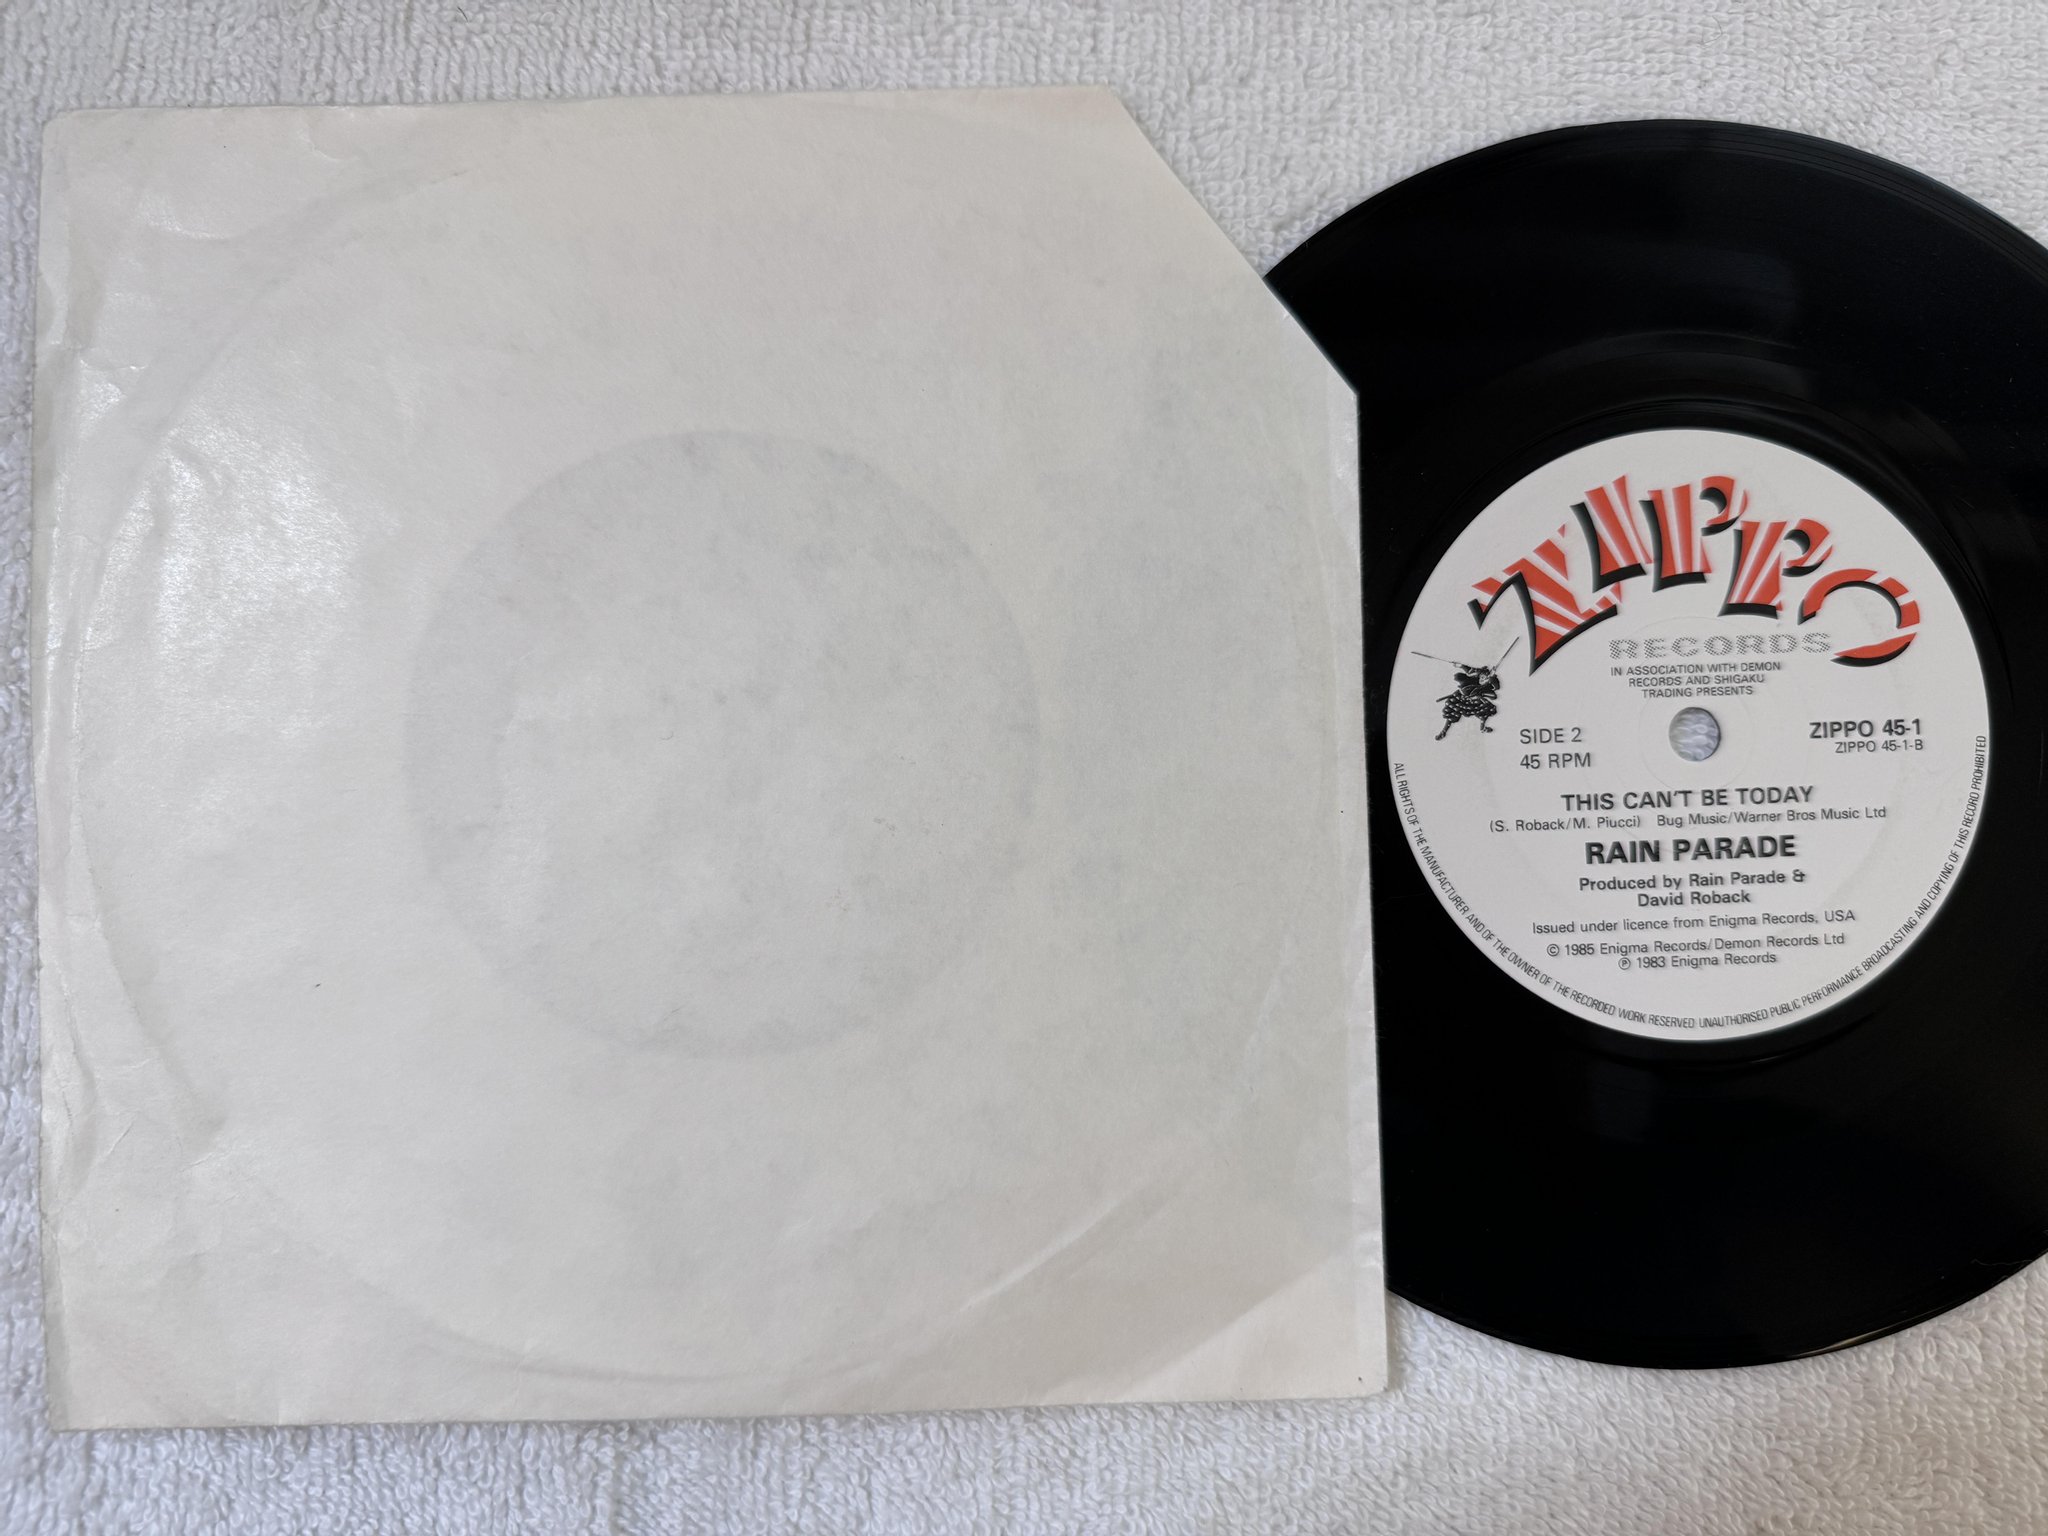 ZIPPO
RECORDS
IN ASSOCIATION WITH DEMON
RECORDS AND SHIGAKU
TRADING PRESENTS
SIDE 2
45 RPM
ZIPPO 45-1
ZIPPO 45-1-B
THIS CAN'T BE TODAY
(S. Roback/M. Piucci) Bug Music/Warner Bros Music Ltd
RAIN PARADE
Produced by Rain Parade &
David Roback
Issued under licence from Enigma Records, USA
© 1985 Enigma Records/Demon Records Ltd
℗ 1983 Enigma Records
ALL RIGHTS OF THE MANUFACTURER AND OF THE OWNER OF THE RECORDED WORK RESERVED UNAUTHORISED PUBLIC PERFORMANCE BROADCASTING AND COPYING OF THIS RECORD PROHIBITED